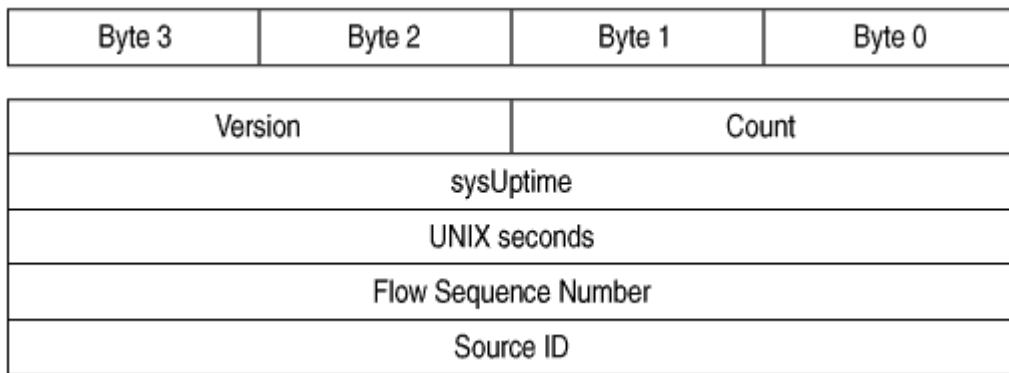 Byte 3 Byte 2 Byte 1 Byte 0
Version Count
sysUptime
UNIX seconds
Flow Sequence Number
Source ID